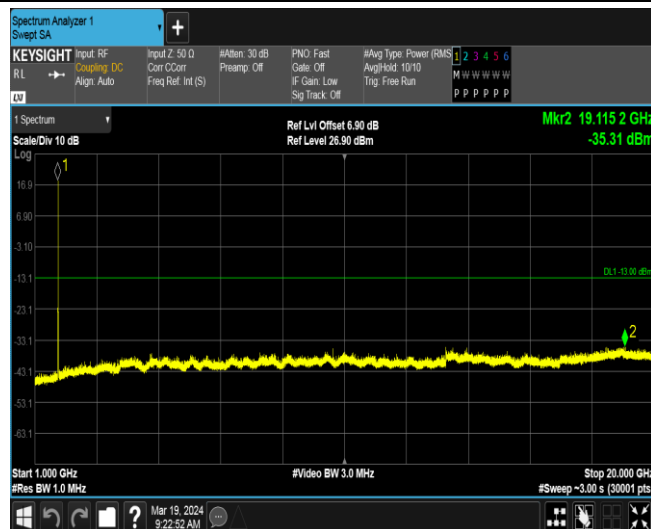 Spectrum Analyzer 1
Swept SA
+
KEYSIGHT
Input: RF
Coupling: DC
Align: Auto
Input Z: 50 Ω
Corr CCorr
Freq Ref: Int (S)
#Atten: 30 dB
Preamp: Off
PNO: Fast
Gate: Off
IF Gain: Low
Sig Track: Off
#Avg Type: Power (RMS
Avg|Hold: 10/10
Trig: Free Run
1 2 3 4 5 6
M W W W W W
P P P P P P
RL
LXI
1 Spectrum
Scale/Div 10 dB
Log
Ref Lvl Offset 6.90 dB
Ref Level 26.90 dBm
Mkr2 19.115 2 GHz
-35.31 dBm
1
16.9
6.90
-3.10
-13.1
DL1 -13.00 dBm
-23.1
2
-33.1
-43.1
-53.1
-63.1
Start 1.000 GHz
#Res BW 1.0 MHz
#Video BW 3.0 MHz
Stop 20.000 GHz
#Sweep ~3.00 s (30001 pts
?
Mar 19, 2024
9:22:52 AM